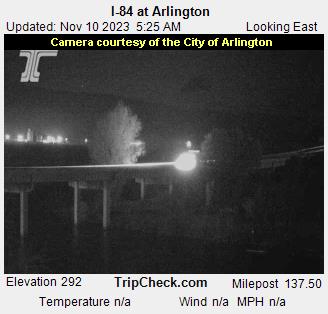 I-84 at Arlington
Updated: Nov 10 2023 5:25 AM Looking East
Camera courtesy of the City of Arlington
Elevation 292 TripCheck.com Milepost 137.50
Temperature n/a Wind n/a MPH n/a